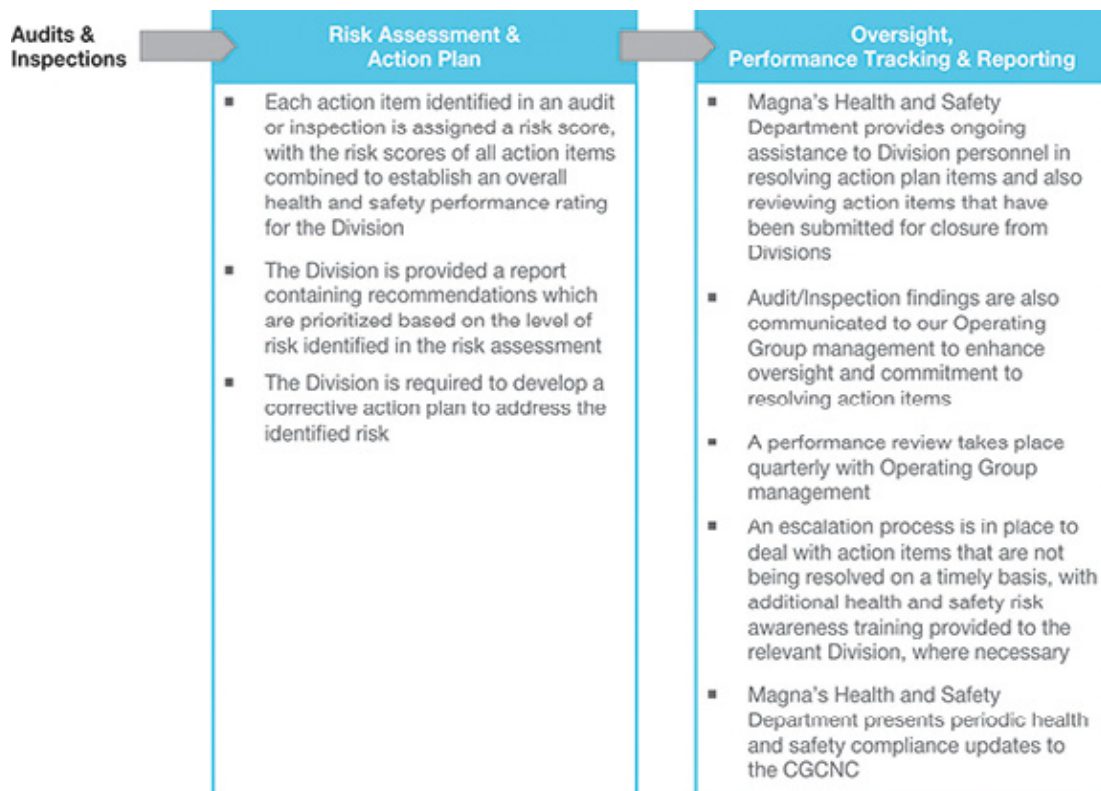 Audits &
Inspections
Risk Assessment &
Action Plan
▪ Each action item identified in an audit
or inspection is assigned a risk score,
with the risk scores of all action items
combined to establish an overall
health and safety performance rating
for the Division
▪ The Division is provided a report
containing recommendations which
are prioritized based on the level of
risk identified in the risk assessment
▪ The Division is required to develop a
corrective action plan to address the
identified risk
Oversight,
Performance Tracking & Reporting
▪ Magna's Health and Safety
Department provides ongoing
assistance to Division personnel in
resolving action plan items and also
reviewing action items that have
been submitted for closure from
Divisions
▪ Audit/Inspection findings are also
communicated to our Operating
Group management to enhance
oversight and commitment to
resolving action items
▪ A performance review takes place
quarterly with Operating Group
management
▪ An escalation process is in place to
deal with action items that are not
being resolved on a timely basis, with
additional health and safety risk
awareness training provided to the
relevant Division, where necessary
▪ Magna's Health and Safety
Department presents periodic health
and safety compliance updates to
the CGCNC